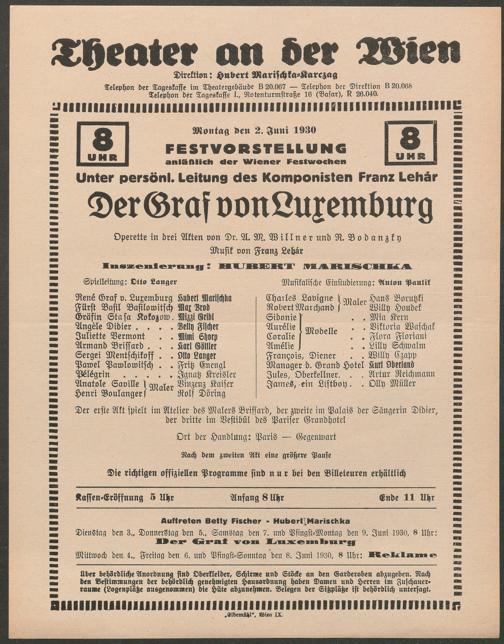 Theater an der Wien
Direktion: Hubert Marischka-Karczag
Telephon der Tageskasse im Theatergebäude B 20.067 — Telephon der Direktion B 20.068
Telephon der Tageskasse I., Rotenturmstraße 16 (Basar), R 26.040.
8 UHR
Montag den 2. Juni 1930
8 UHR
FESTVORSTELLUNG
anläßlich der Wiener Festwochen
Unter persönl. Leitung des Komponisten Franz Lehár
Der Graf von Luxemburg
Operette in drei Akten von Dr. A. M. Willner und R. Bodanzky
Musik von Franz Lehár
Inszenierung: HUBERT MARISCHKA
Spielleitung: Otto Langer
Musikalische Einstudierung: Anton Paulik
René Graf v. Luxemburg Hubert Marischka
Fürst Basil Basilowitsch Max Brod
Gräfin Stasa Kokozow . Mizzi Gribl
Angèle Didier . . . . Betty Fischer
Juliette Vermont . . . Mimi Shorp
Armand Brissard . . . Karl Göttler
Sergei Mentschikoff . . Otto Langer
Pawel Pawlowitsch . . Fritz Engengl
Pélégrin . . . . . Ignatz Kreisler
Anatole Saville } Maler Vinzenz Kaiser
Henri Boulanger } Rolf Döring
Charles Lavigne } Maler Hans Borutzki
Robert Marchand } Willy Houdek
Sidonie } Modelle . . Mia Kern
Aurélie } Viktoria Waschak
Coralie } Flora Floriani
Amélie } Lilly Schwalm
François, Diener . . Willy Czapp
Manager d. Grand Hotel Karl Oberland
Jules, Oberkellner. . . Artur Reichmann
James, ein Liftboy . . Olly Müller
Der erste Akt spielt im Atelier des Malers Brissard, der zweite im Palais der Sängerin Didier,
der dritte im Vestibül des Pariser Grandhotel
Ort der Handlung: Paris — Gegenwart
Nach dem zweiten Akt eine größere Pause
Die richtigen offiziellen Programme sind nur bei den Billeteuren erhältlich
Kassen-Eröffnung 5 Uhr Anfang 8 Uhr Ende 11 Uhr
Auftreten Betty Fischer - Hubert Marischka
Dienstag den 3., Donnerstag den 5., Samstag den 7. und Pfingst-Montag den 9. Juni 1930, 8 Uhr:
Der Graf von Luxemburg
Mittwoch den 4., Freitag den 6. und Pfingst-Sonntag den 8. Juni 1930, 8 Uhr: Reklame
Über behördliche Anordnung sind Oberkleider, Schirme und Stöcke an den Garderoben abzugeben. Nach
den Bestimmungen der behördlich genehmigten Hausordnung haben Damen und Herren im Zuschauer-
raume (Logenplätze ausgenommen) die Hüte abzunehmen. Belegen der Sitzplätze ist behördlich untersagt.
„Elbemühl“, Wien IX.